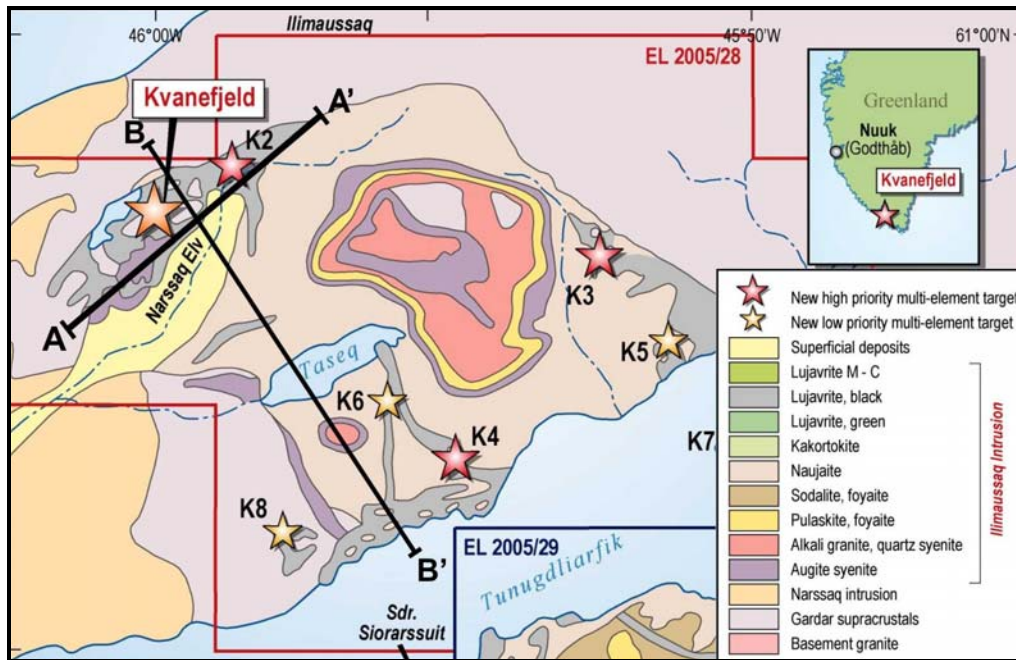 46°00'W
Ilimaussaq
45°50'W
61°00'N
EL 2005/28
Kvanefjeld
A'
B
K2
Greenland
Nuuk
(Godthåb)
Kvanefjeld
Narssaq Elv
A
K3
K5
Taseq
K6
K4
K7
K8
B'
EL 2005/29
Tunugdliarfik
Sdr.
Siorarssuit
New high priority multi-element target
New low priority multi-element target
Superficial deposits
Lujavrite M - C
Lujavrite, black
Lujavrite, green
Kakortokite
Naujaite
Sodalite, foyaite
Pulaskite, foyaite
Alkali granite, quartz syenite
Augite syenite
Narssaq intrusion
Gardar supracrustals
Basement granite
Ilimaussaq Intrusion